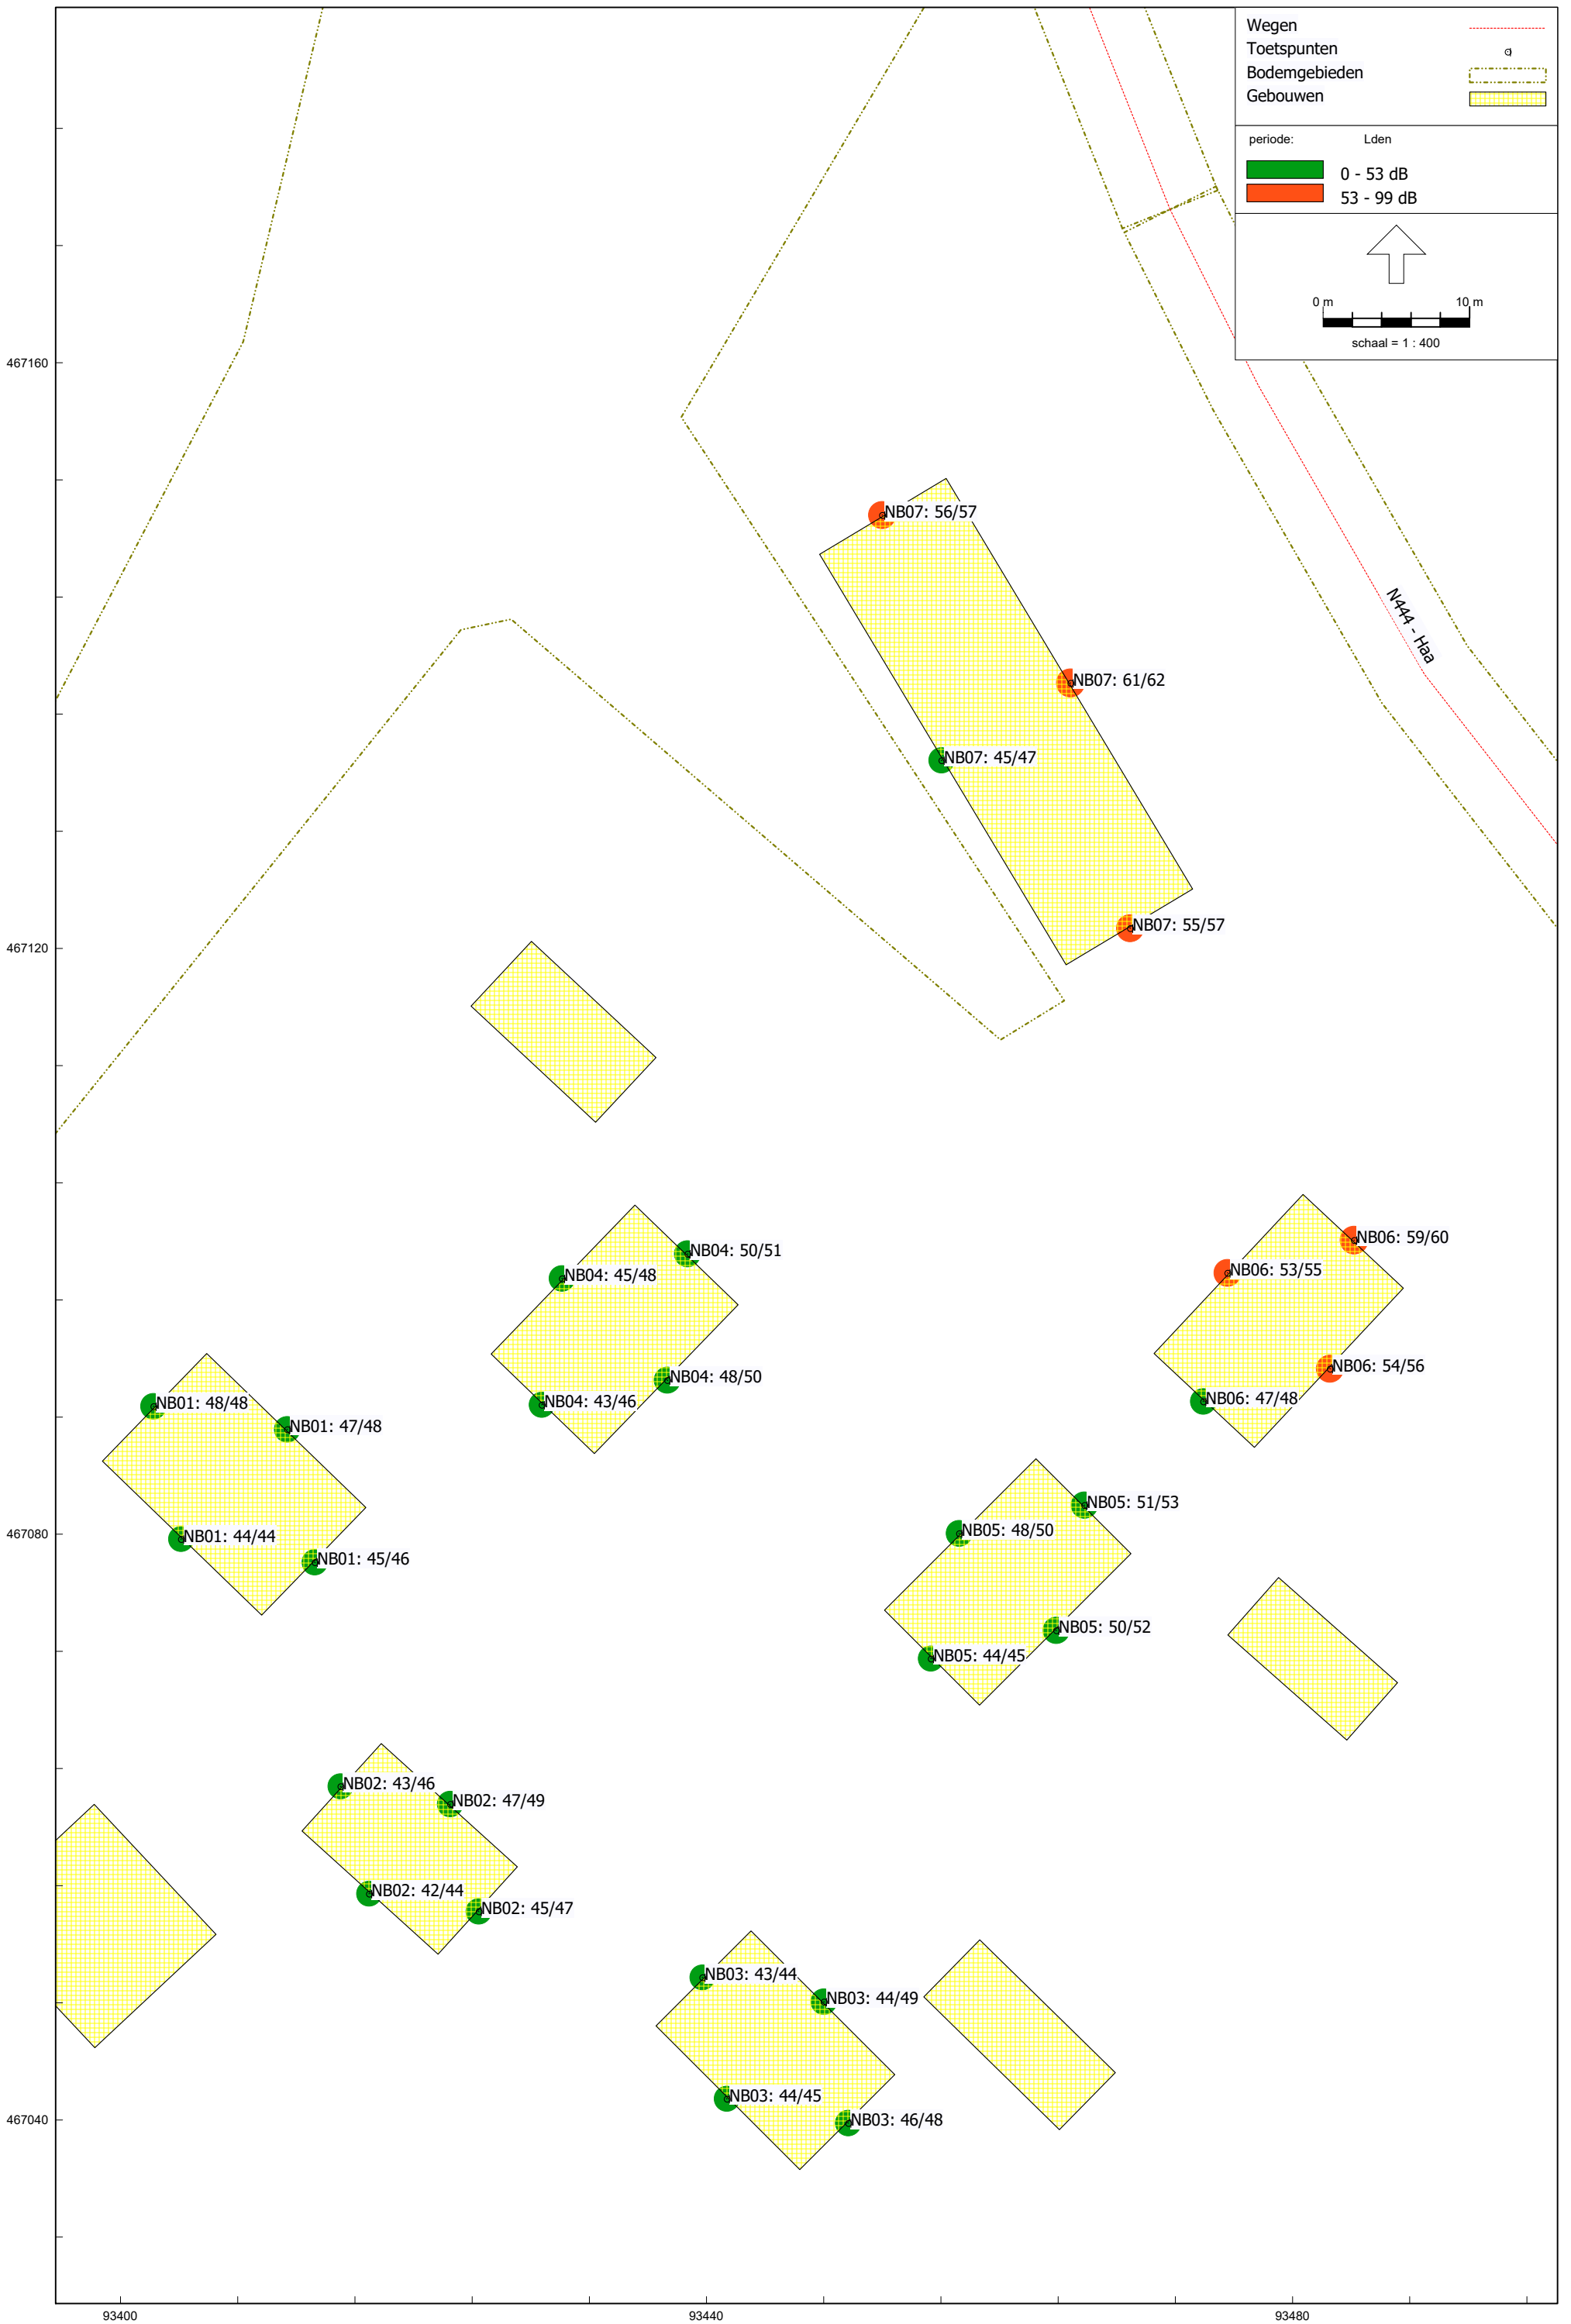 Wegen
Toetspunten
Bodemgebieden
Gebouwen
periode: Lden
0 - 53 dB
53 - 99 dB
0 m 10 m
schaal = 1 : 400
467160
NB07: 56/57
N444 - Haa
NB07: 61/62
NB07: 45/47
NB07: 55/57
467120
NB06: 59/60
NB04: 50/51
NB06: 53/55
NB04: 45/48
NB06: 54/56
NB04: 48/50
NB06: 47/48
NB04: 43/46
NB01: 48/48
NB01: 47/48
NB05: 51/53
NB05: 48/50
467080
NB01: 44/44
NB01: 45/46
NB05: 50/52
NB05: 44/45
NB02: 43/46
NB02: 47/49
NB02: 42/44
NB02: 45/47
NB03: 43/44
NB03: 44/49
NB03: 44/45
NB03: 46/48
467040
93400 93440 93480